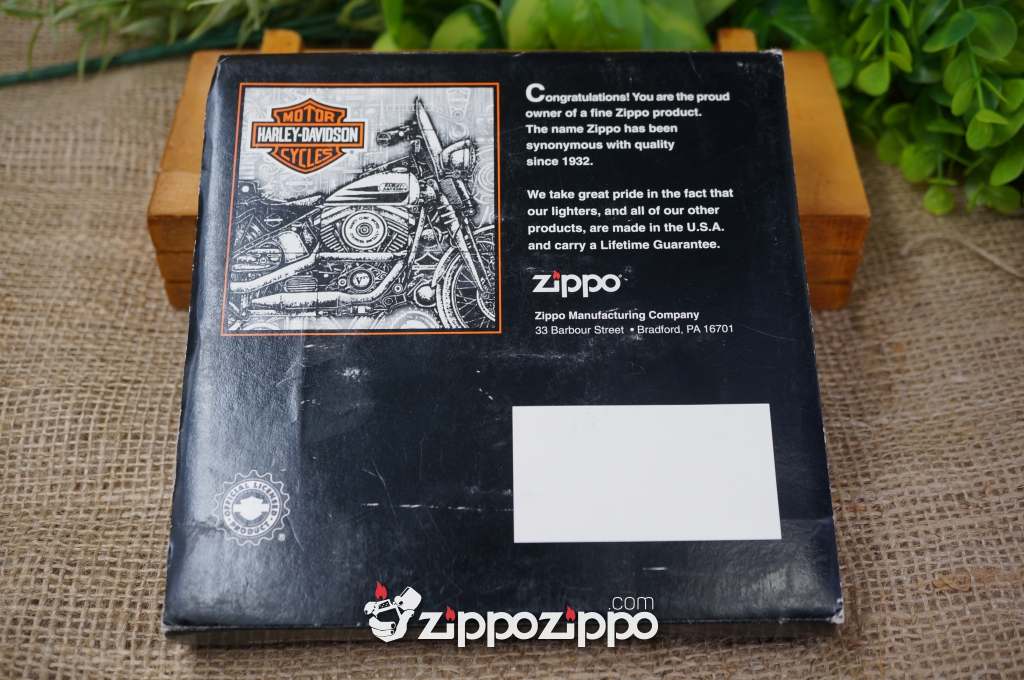 MOTOR
HARLEY-DAVIDSON
CYCLES
Congratulations! You are the proud
owner of a fine Zippo product.
The name Zippo has been
synonymous with quality
since 1932.
We take great pride in the fact that
our lighters, and all of our other
products, are made in the U.S.A.
and carry a Lifetime Guarantee.
zippo
Zippo Manufacturing Company
33 Barbour Street • Bradford, PA 16701
OFFICIAL LICENSED
PRODUCT
®
zippozippo.com